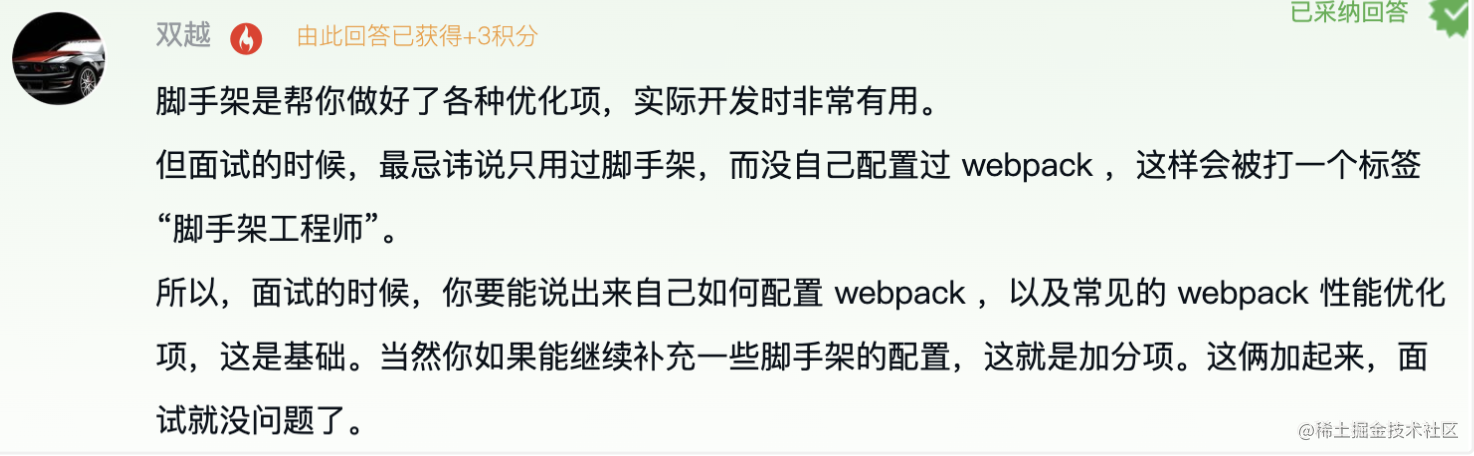 已采纳回答
双越 由此回答已获得+3积分
脚手架是帮你做好了各种优化项，实际开发时非常有用。
但面试的时候，最忌讳说只用过脚手架，而没自己配置过 webpack ，这样会被打一个标签
“脚手架工程师”。
所以，面试的时候，你要能说出来自己如何配置 webpack ，以及常见的 webpack 性能优化
项，这是基础。当然你如果能继续补充一些脚手架的配置，这就是加分项。这俩加起来，面
试就没问题了。
@稀土掘金技术社区